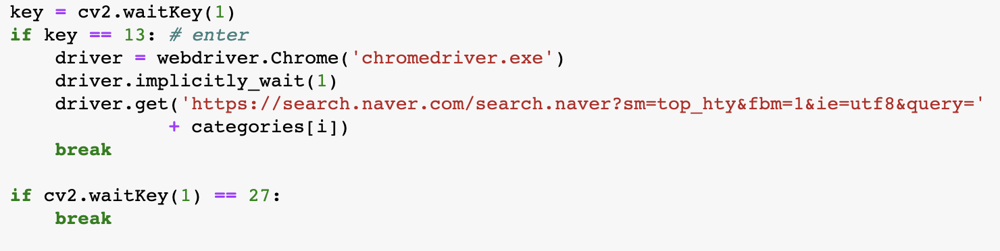 key = cv2.waitKey(1)
if key == 13: # enter
    driver = webdriver.Chrome('chromedriver.exe')
    driver.implicitly_wait(1)
    driver.get('https://search.naver.com/search.naver?sm=top_hty&fbm=1&ie=utf8&query='
              + categories[i])
    break

if cv2.waitKey(1) == 27:
    break